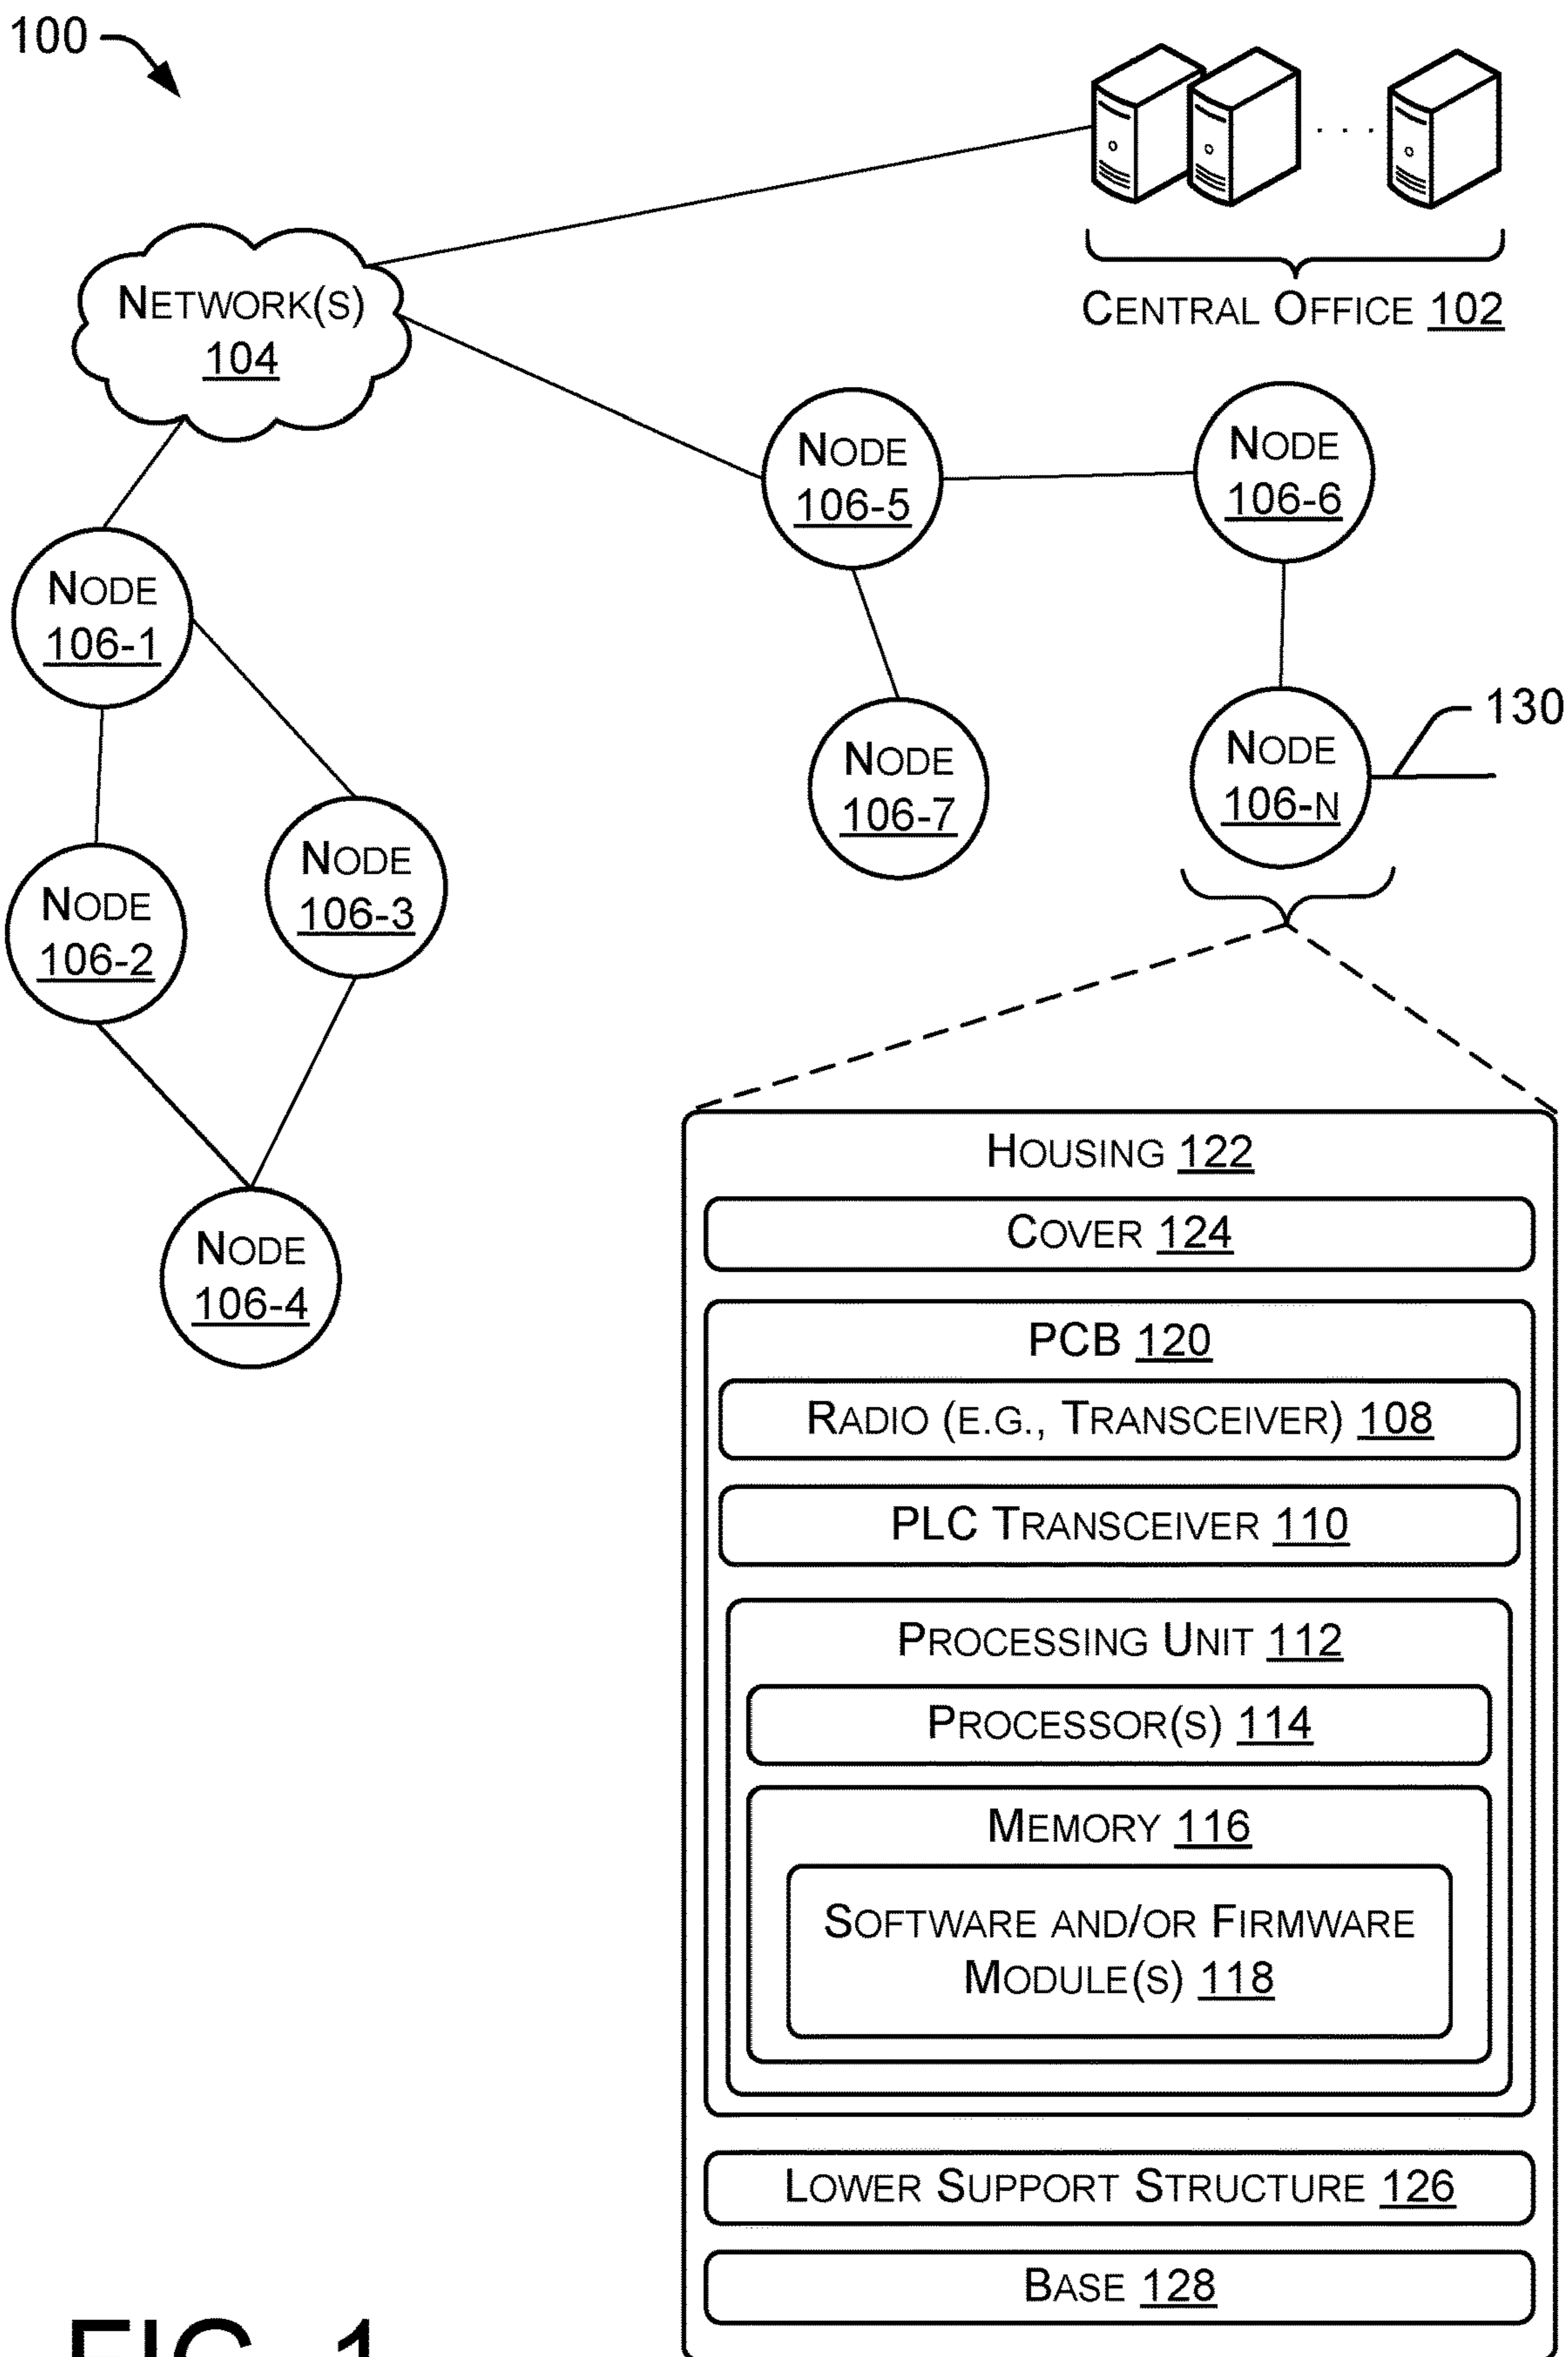 100
CENTRAL OFFICE 102
NETWORK(S)
104
NODE
106-5
NODE
106-6
NODE
106-1
130
NODE
106-7
NODE
106-N
NODE
106-3
NODE
106-2
NODE
106-4
HOUSING 122
COVER 124
PCB 120
RADIO (E.G., TRANSCEIVER) 108
PLC TRANSCEIVER 110
PROCESSING UNIT 112
PROCESSOR(S) 114
MEMORY 116
SOFTWARE AND/OR FIRMWARE
MODULE(S) 118
LOWER SUPPORT STRUCTURE 126
BASE 128
FIG. 1